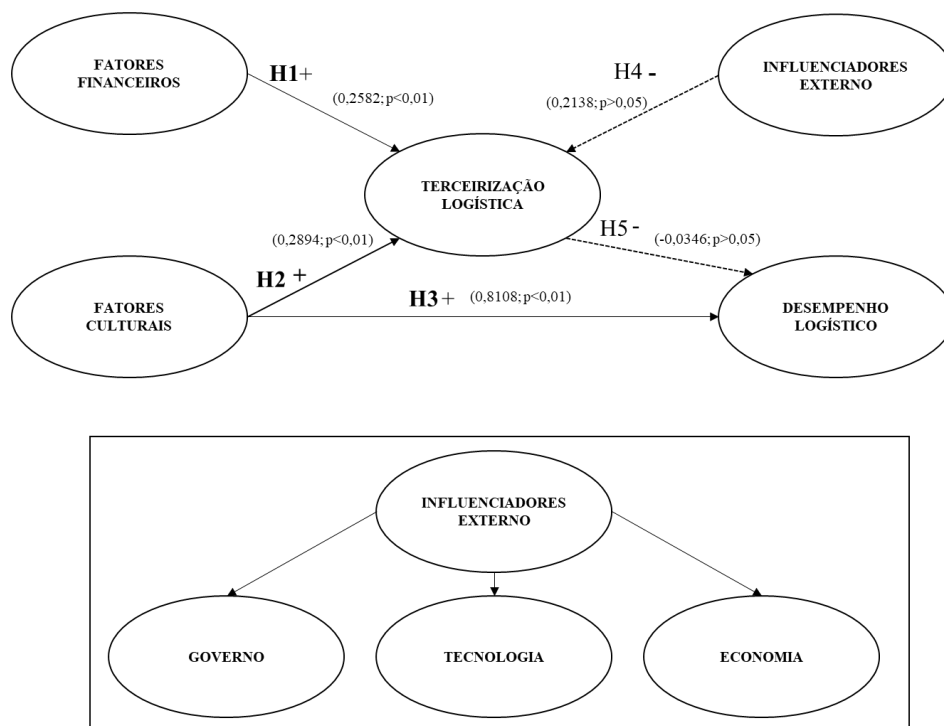 FATORES
FINANCEIROS
H1+
(0,2582; p<0,01)
H4 -
(0,2138; p>0,05)
INFLUENCIADORES
EXTERNO
TERCEIRIZAÇÃO
LOGÍSTICA
(0,2894; p<0,01)
H2 +
H5 -
(-0,0346; p>0,05)
FATORES
CULTURAIS
H3+ (0,8108; p<0,01)
DESEMPENHO
LOGÍSTICO
INFLUENCIADORES
EXTERNO
GOVERNO
TECNOLOGIA
ECONOMIA